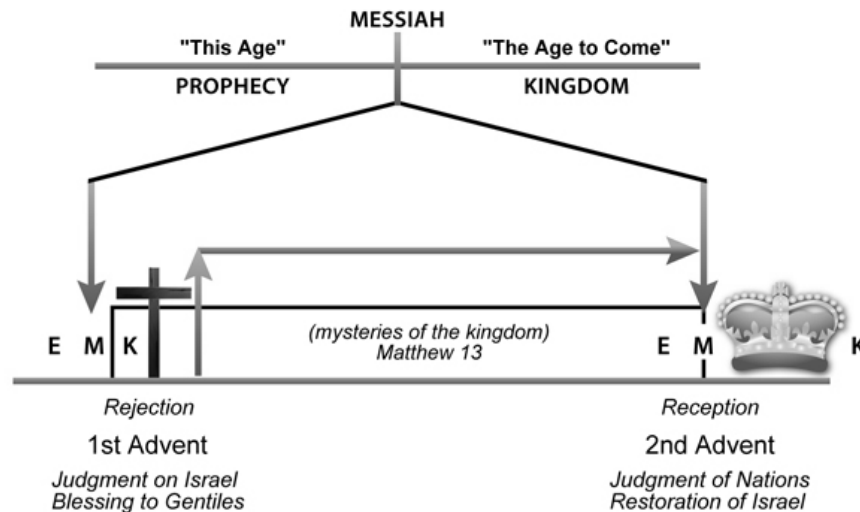 MESSIAH
"This Age" "The Age to Come"
PROPHECY KINGDOM
(mysteries of the kingdom)
Matthew 13
E M K E M K
Rejection Reception
1st Advent 2nd Advent
Judgment on Israel Judgment of Nations
Blessing to Gentiles Restoration of Israel